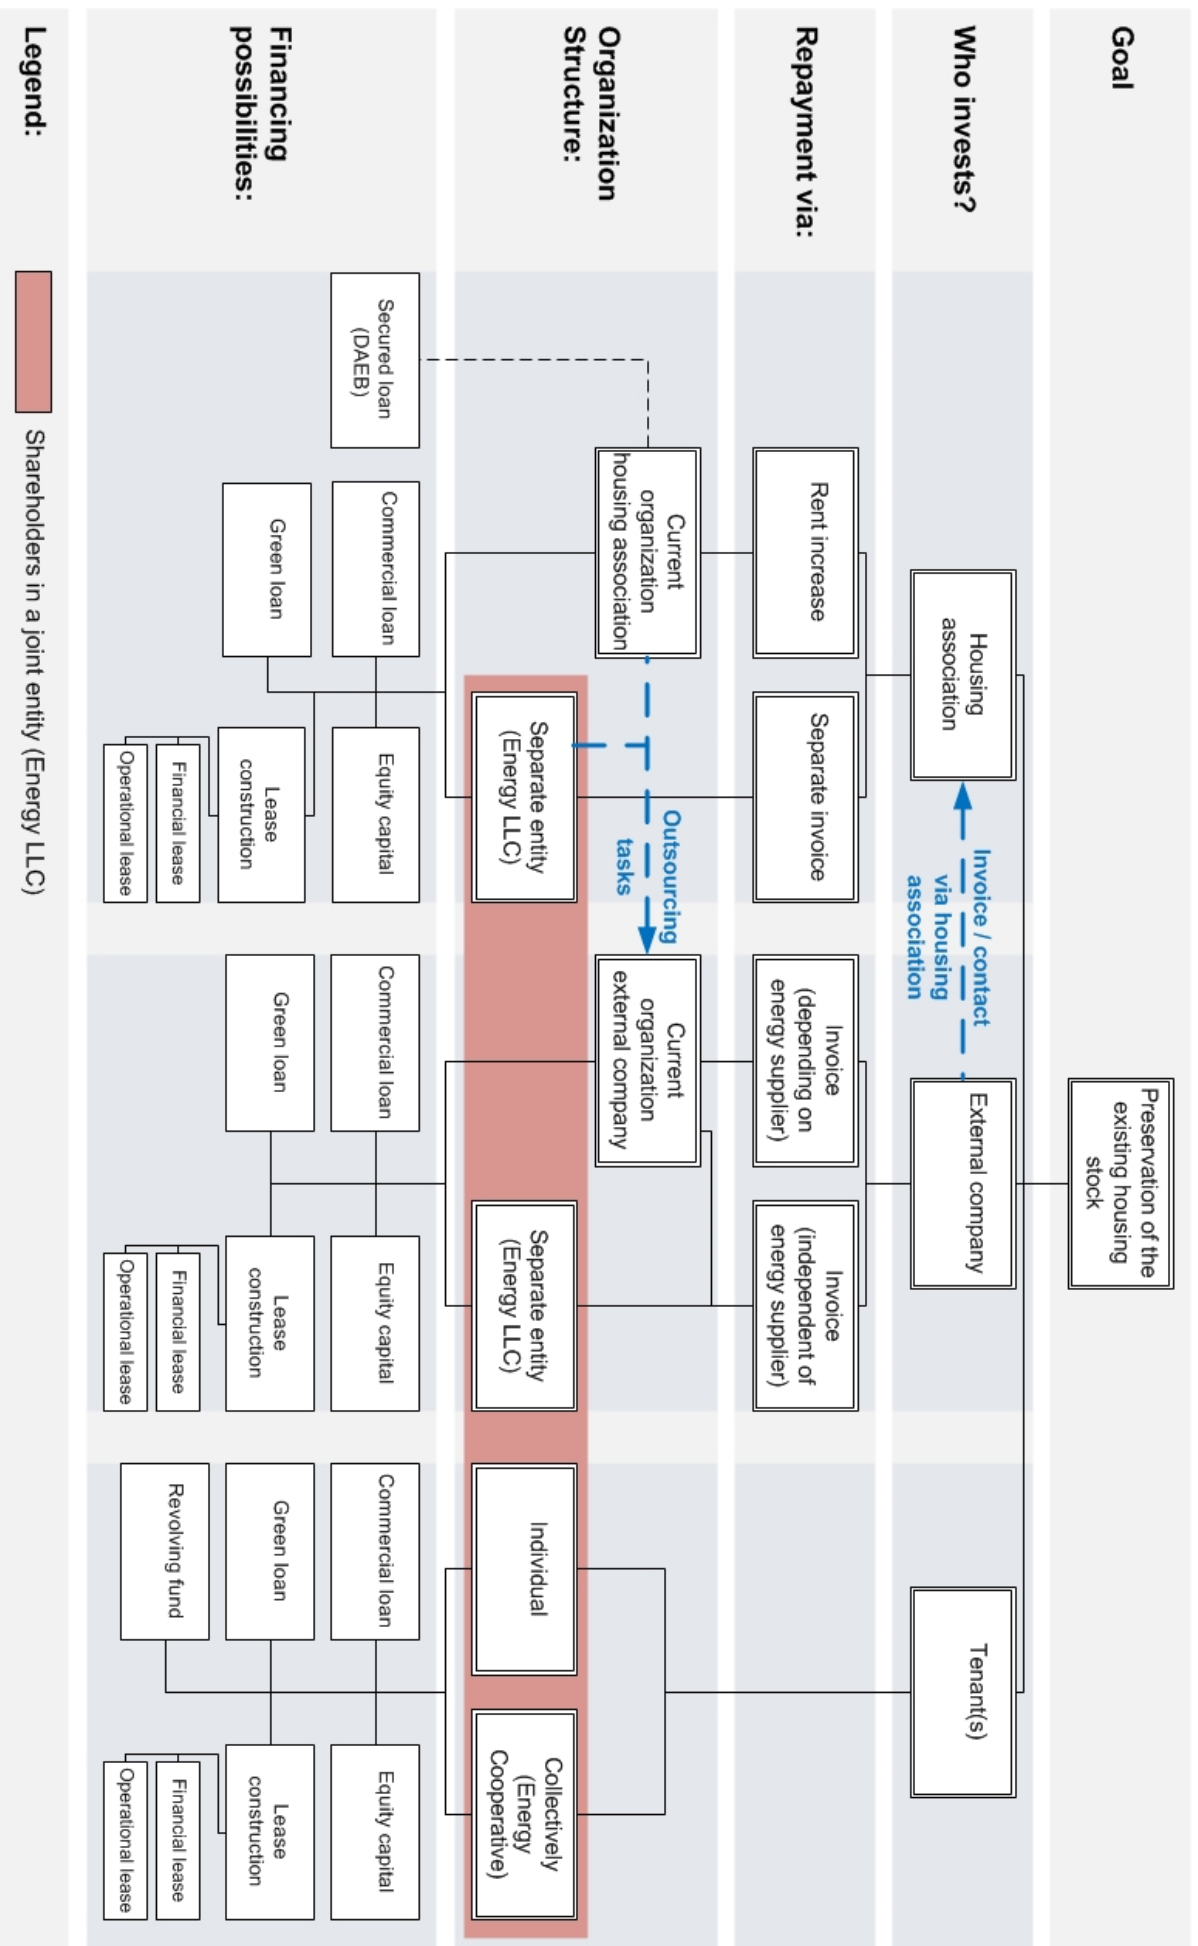 Goal
Preservation of the
existing housing
stock
Who invests?
Housing
association
Invoice / contact
via housing
association
External company
Tenant(s)
Repayment via:
Rent increase
Separate invoice
Invoice
(depending on
energy supplier)
Invoice
(independent of
energy supplier)
Organization
Structure:
Current
organization
housing association
Outsourcing
tasks
Current
organization
external company
Separate entity
(Energy LLC)
Separate entity
(Energy LLC)
Individual
Collectively
(Energy
Cooperative)
Financing
possibilities:
Secured loan
(DAEB)
Commercial loan
Equity capital
Green loan
Lease
construction
Financial lease
Operational lease
Commercial loan
Equity capital
Green loan
Lease
construction
Financial lease
Operational lease
Commercial loan
Equity capital
Green loan
Lease
construction
Revolving fund
Financial lease
Operational lease
Legend:
Shareholders in a joint entity (Energy LLC)